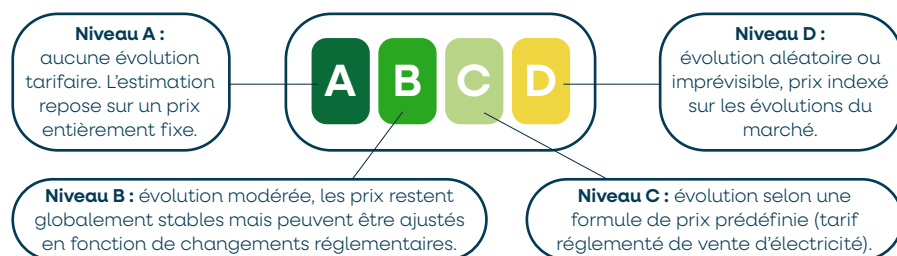 Niveau A :
aucune évolution
tarifaire. L'estimation
repose sur un prix
entièrement fixe.
A B C D
Niveau D :
évolution aléatoire ou
imprévisible, prix indexé
sur les évolutions du
marché.
Niveau B : évolution modérée, les prix restent
globalement stables mais peuvent être ajustés
en fonction de changements réglementaires.
Niveau C : évolution selon une
formule de prix prédéfinie (tarif
réglementé de vente d'électricité).